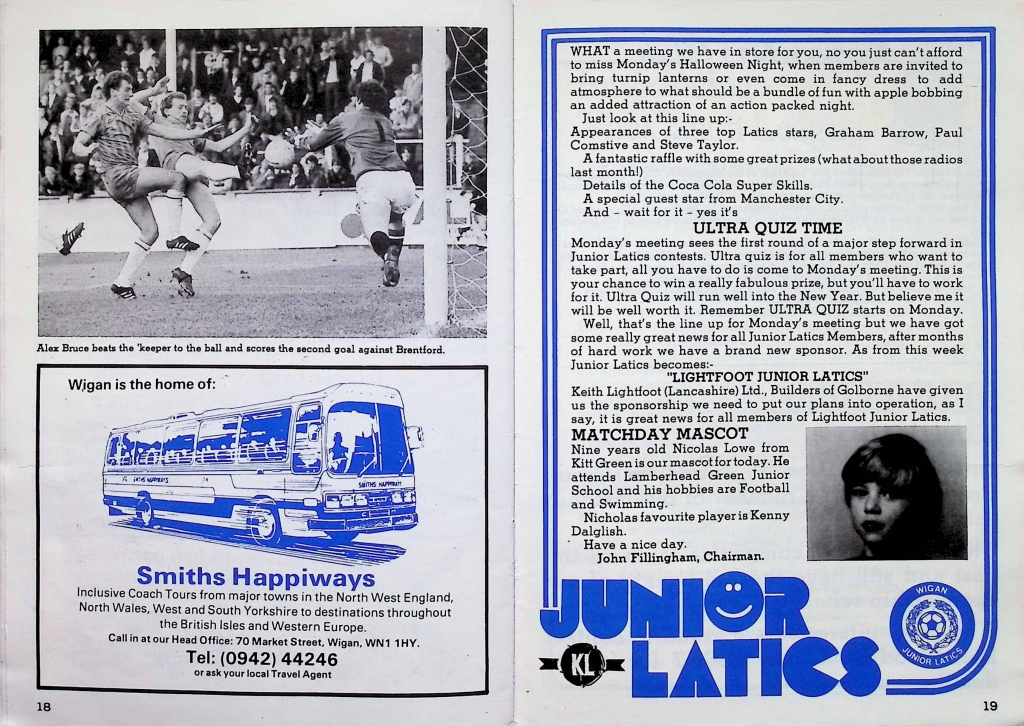 Alex Bruce beats the 'keeper to the ball and scores the second goal against Brentford.
Wigan is the home of:
SMITHS HAPPIWAYS
SMITHS HAPPIWAYS
Smiths Happiways
Inclusive Coach Tours from major towns in the North West England,
North Wales, West and South Yorkshire to destinations throughout
the British Isles and Western Europe.
Call in at our Head Office: 70 Market Street, Wigan, WN1 1HY.
Tel: (0942) 44246
or ask your local Travel Agent
18
WHAT a meeting we have in store for you, no you just can't afford
to miss Monday's Halloween Night, when members are invited to
bring turnip lanterns or even come in fancy dress to add
atmosphere to what should be a bundle of fun with apple bobbing
an added attraction of an action packed night.
Just look at this line up:-
Appearances of three top Latics stars, Graham Barrow, Paul
Comstive and Steve Taylor.
A fantastic raffle with some great prizes (what about those radios
last month!)
Details of the Coca Cola Super Skills.
A special guest star from Manchester City.
And – wait for it – yes it's
ULTRA QUIZ TIME
Monday's meeting sees the first round of a major step forward in
Junior Latics contests. Ultra quiz is for all members who want to
take part, all you have to do is come to Monday's meeting. This is
your chance to win a really fabulous prize, but you'll have to work
for it. Ultra Quiz will run well into the New Year. But believe me it
will be well worth it. Remember ULTRA QUIZ starts on Monday.
Well, that's the line up for Monday's meeting but we have got
some really great news for all Junior Latics Members, after months
of hard work we have a brand new sponsor. As from this week
Junior Latics becomes:-
"LIGHTFOOT JUNIOR LATICS"
Keith Lightfoot (Lancashire) Ltd., Builders of Golborne have given
us the sponsorship we need to put our plans into operation, as I
say, it is great news for all members of Lightfoot Junior Latics.
MATCHDAY MASCOT
Nine years old Nicolas Lowe from
Kitt Green is our mascot for today. He
attends Lamberhead Green Junior
School and his hobbies are Football
and Swimming.
Nicholas favourite player is Kenny
Dalglish.
Have a nice day.
John Fillingham, Chairman.
JUNIOR
KL LATICS
WIGAN
JUNIOR LATICS
19